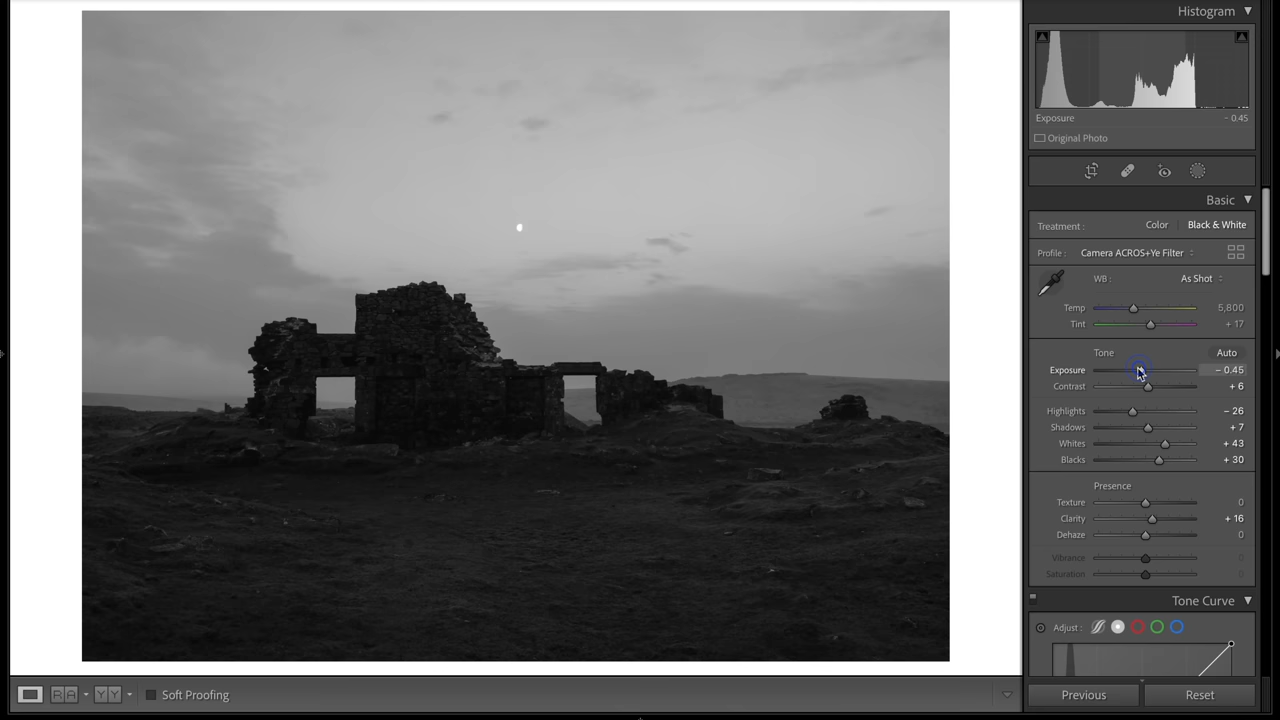 Histogram
Exposure - 0.45
Original Photo
Basic
Treatment : Color Black & White
Profile : Camera ACROS+Ye Filter
WB : As Shot
Temp 5,800
Tint + 17
Tone Auto
Exposure - 0.45
Contrast + 6
Highlights - 26
Shadows + 7
Whites + 43
Blacks + 30
Presence
Texture 0
Clarity + 16
Dehaze 0
Vibrance 0
Saturation 0
Tone Curve
Adjust :
R A Y Y Soft Proofing
Previous Reset